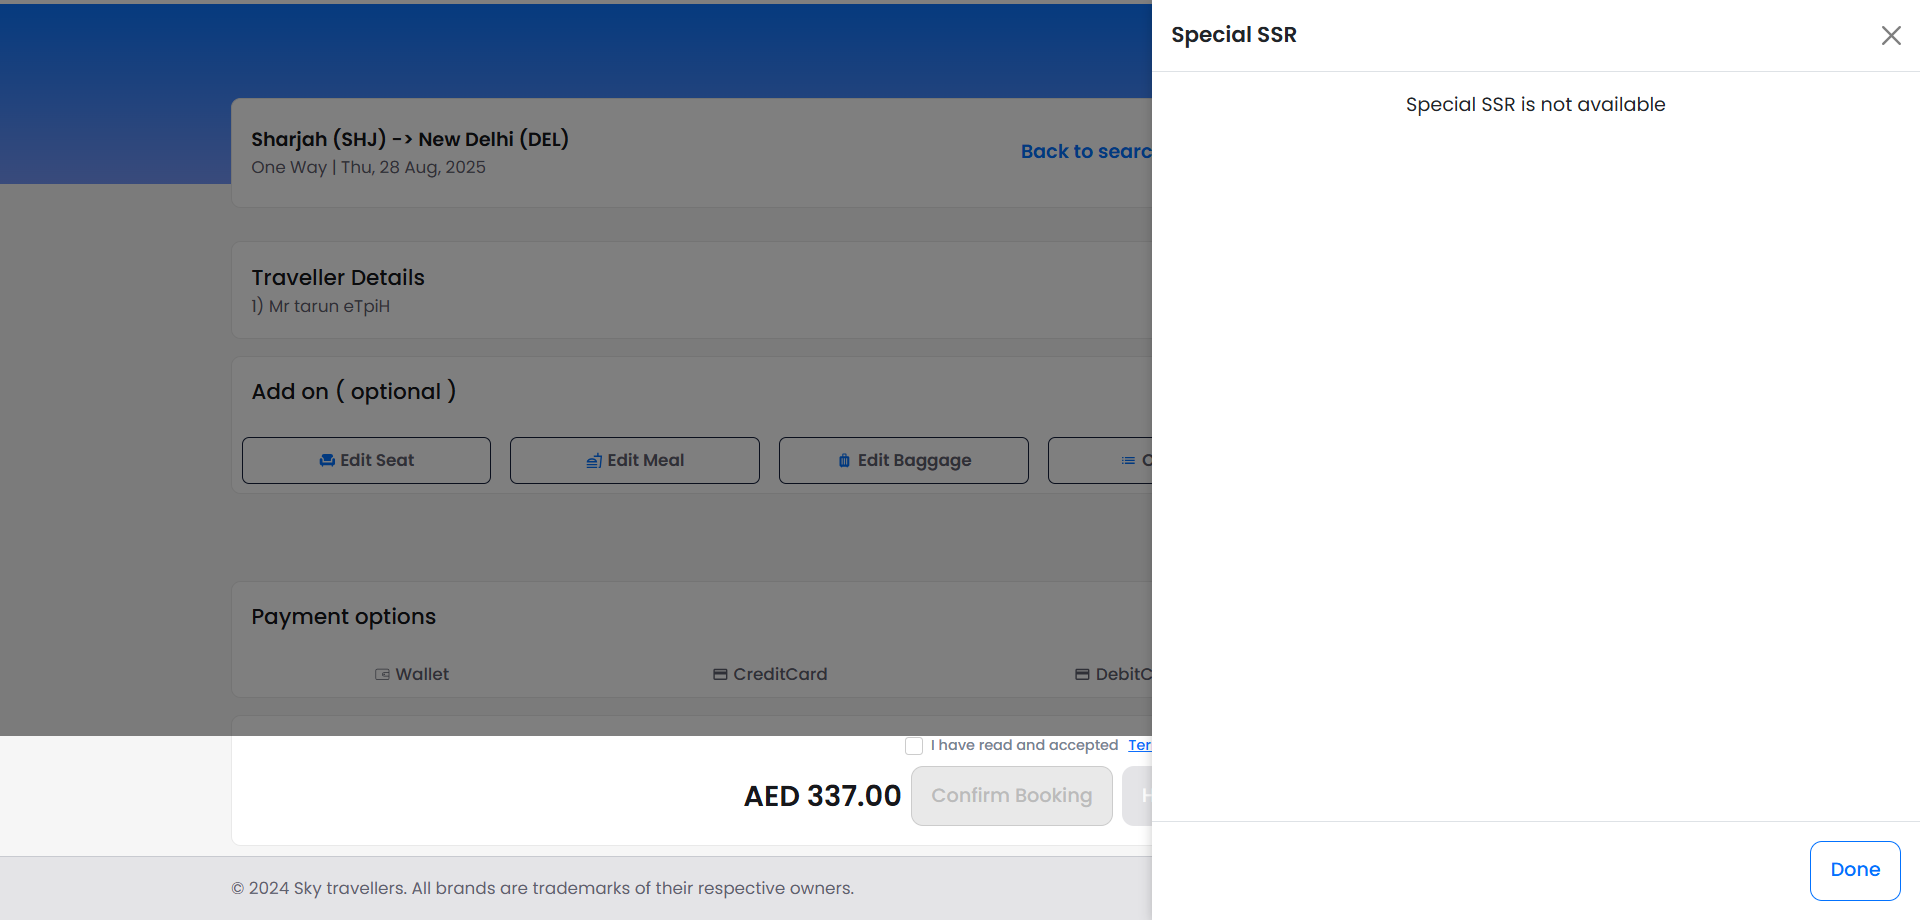 Special SSR
Special SSR is not available
Sharjah (SHJ) -> New Delhi (DEL)
One Way | Thu, 28 Aug, 2025
Back to searc
Traveller Details
1) Mr tarun eTpiH
Add on ( optional )
Edit Seat
Edit Meal
Edit Baggage
Payment options
Wallet
CreditCard
DebitC
I have read and accepted Ter
AED 337.00
Confirm Booking
H
Done
© 2024 Sky travellers. All brands are trademarks of their respective owners.